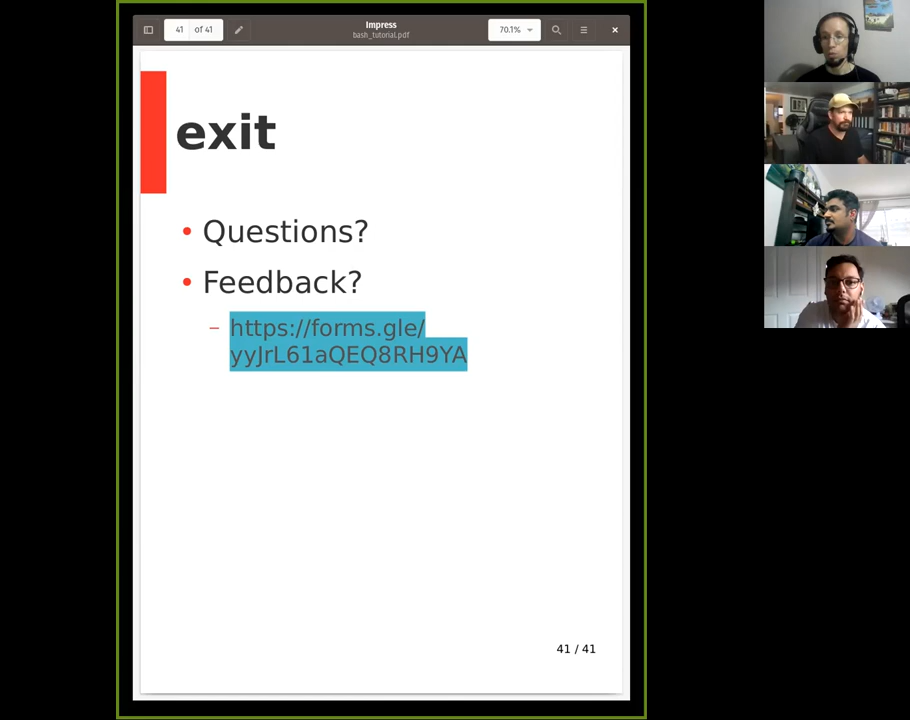 41 of 41
Impress
bash_tutorial.pdf
70.1%
exit
• Questions?
• Feedback?
– https://forms.gle/
yyJrL61aQEQ8RH9YA
41 / 41